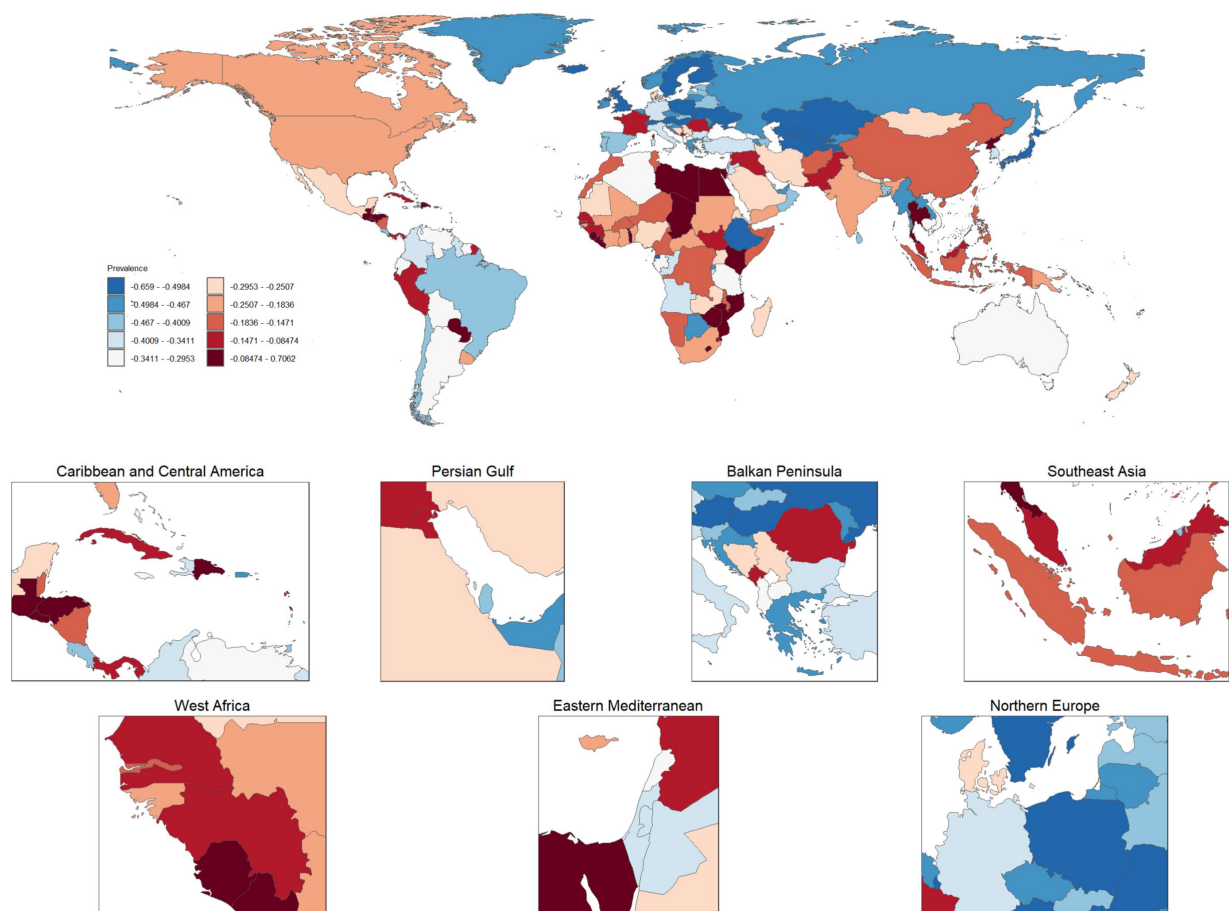 Prevalence
-0.659 - -0.4984
-0.4984 - -0.467
-0.467 - -0.4009
-0.4009 - -0.3411
-0.3411 - -0.2953
-0.2953 - -0.2507
-0.2507 - -0.1836
-0.1836 - -0.1471
-0.1471 - -0.08474
-0.08474 - 0.7062
Caribbean and Central America
Persian Gulf
Balkan Peninsula
Southeast Asia
West Africa
Eastern Mediterranean
Northern Europe